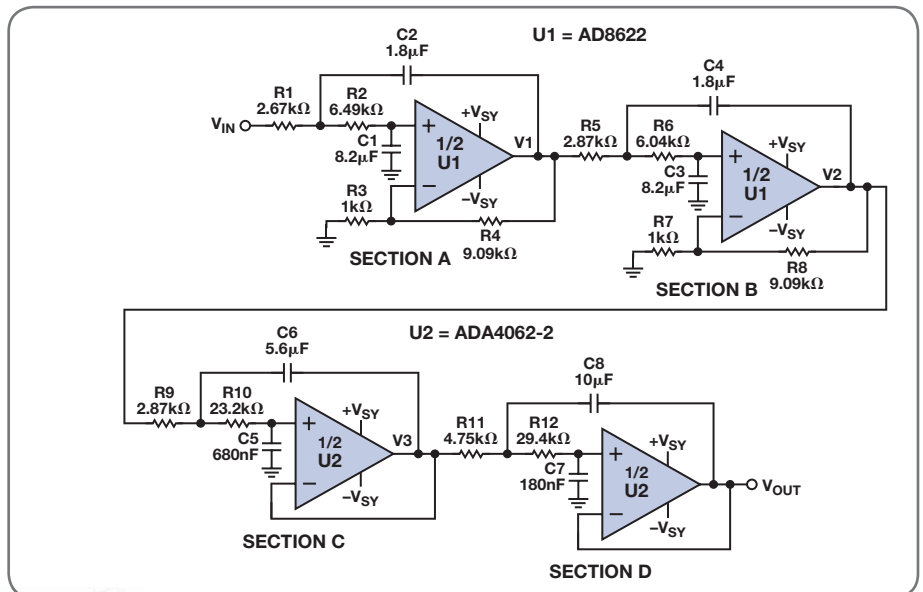 U1 = AD8622
C2
1.8µF
C4
1.8µF
R1
2.67kΩ
R2
6.49kΩ
+VSY
VIN
C1
8.2µF
+
1/2
U1
−
−VSY
V1
R3
1kΩ
R4
9.09kΩ
SECTION A
R5
2.87kΩ
R6
6.04kΩ
+VSY
C3
8.2µF
+
1/2
U1
−
−VSY
V2
R7
1kΩ
R8
9.09kΩ
SECTION B
U2 = ADA4062-2
C6
5.6µF
C8
10µF
R9
2.87kΩ
R10
23.2kΩ
+VSY
C5
680nF
+
1/2
U2
−
−VSY
V3
SECTION C
R11
4.75kΩ
R12
29.4kΩ
+VSY
C7
180nF
+
1/2
U2
−
−VSY
VOUT
SECTION D